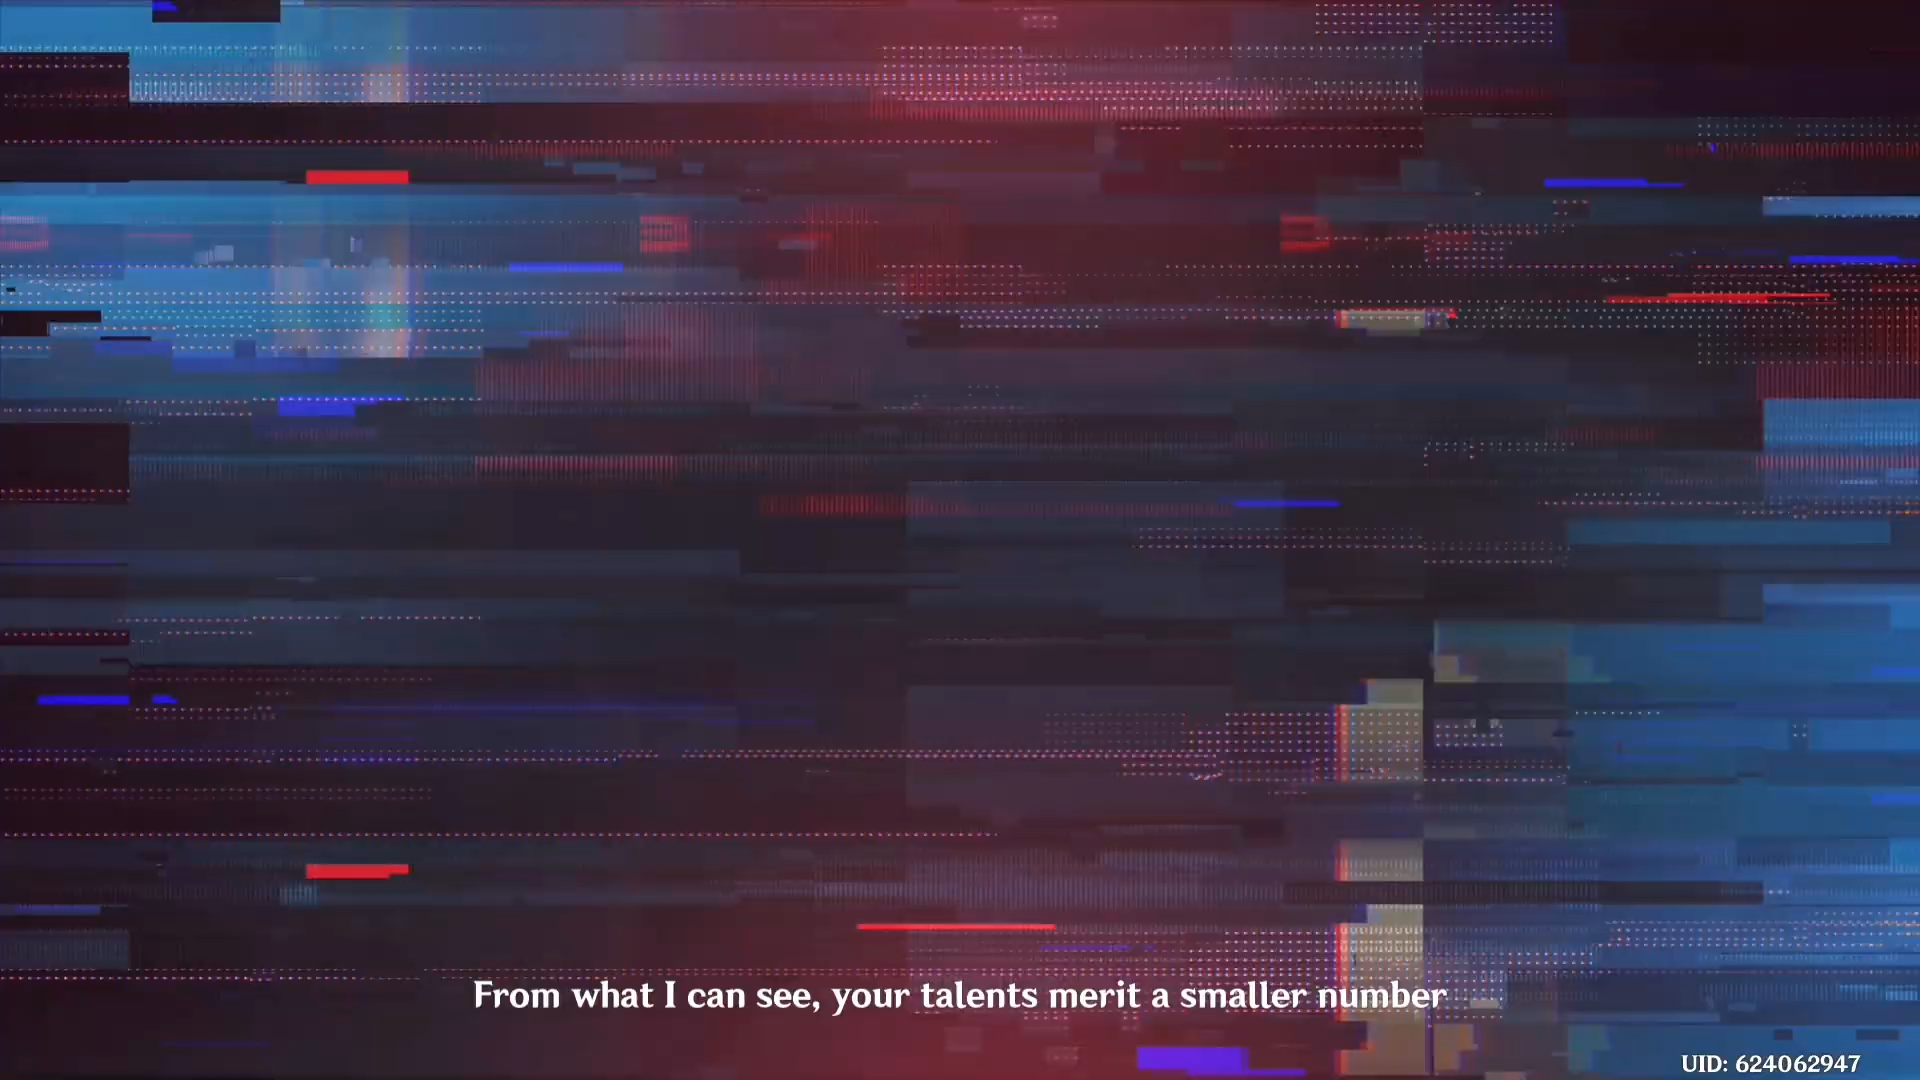 From what I can see, your talents merit a smaller number
UID: 624062947